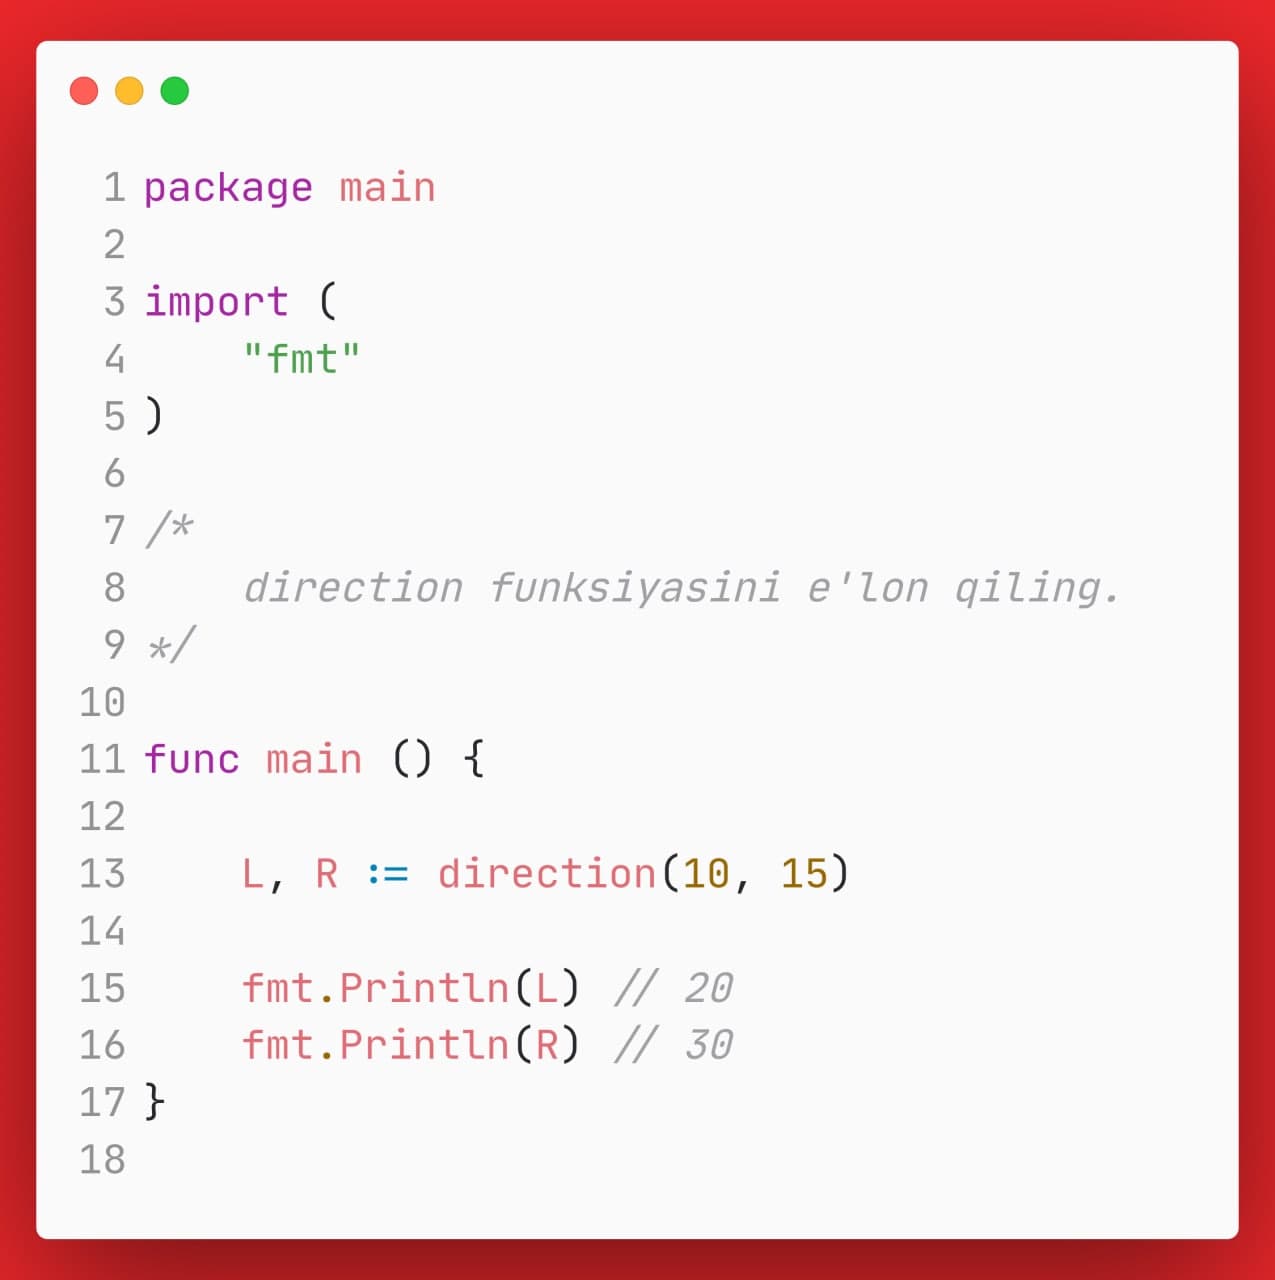 1 package main
2
3 import (
4     "fmt"
5 )
6
7 /*
8     direction funksiyasini e'lon qiling.
9 */
10
11 func main () {
12
13     L, R := direction(10, 15)
14
15     fmt.Println(L) // 20
16     fmt.Println(R) // 30
17 }
18